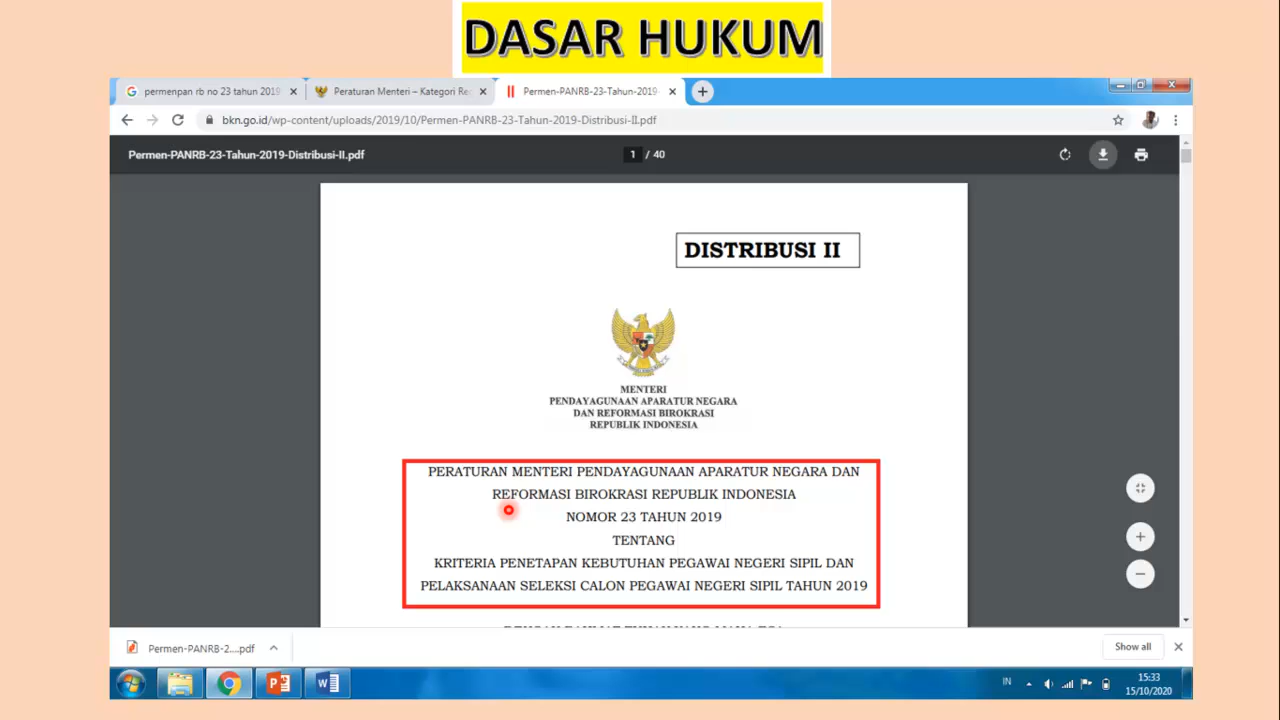 DASAR HUKUM
permenpan rb no 23 tahun 2019
Peraturan Menteri – Kategori Re
Permen-PANRB-23-Tahun-2019-
bkn.go.id/wp-content/uploads/2019/10/Permen-PANRB-23-Tahun-2019-Distribusi-II.pdf
Permen-PANRB-23-Tahun-2019-Distribusi-II.pdf
1 / 40
DISTRIBUSI II
MENTERI
PENDAYAGUNAAN APARATUR NEGARA
DAN REFORMASI BIROKRASI
REPUBLIK INDONESIA
PERATURAN MENTERI PENDAYAGUNAAN APARATUR NEGARA DAN
REFORMASI BIROKRASI REPUBLIK INDONESIA
NOMOR 23 TAHUN 2019
TENTANG
KRITERIA PENETAPAN KEBUTUHAN PEGAWAI NEGERI SIPIL DAN
PELAKSANAAN SELEKSI CALON PEGAWAI NEGERI SIPIL TAHUN 2019
Permen-PANRB-2....pdf
Show all
IN
15:33
15/10/2020